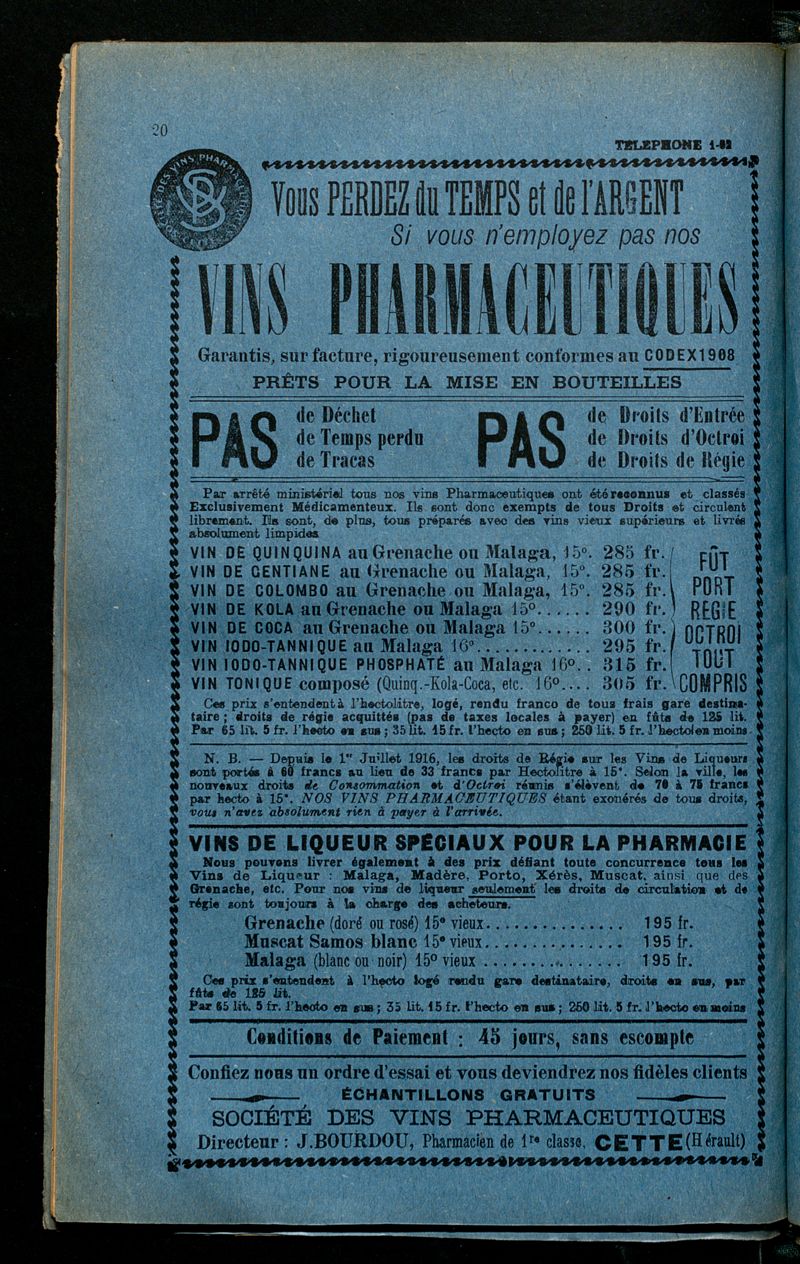 20
TÉLÉPHONE 1-82
Vous PERDEZ du TEMPS et de l'ARGENT
Si vous n'employez pas nos
VINS PHARMACEUTIQUES
Garantis, sur facture, rigoureusement conformes au CODEX 1908
PRÊTS POUR LA MISE EN BOUTEILLES
PAS
de Déchet
de Temps perdu
de Tracas
PAS
de Droits d'Entrée
de Droits d'Octroi
de Droits de Régie
Par arrêté ministériel tous nos vins Pharmaceutiques ont été reconnus et classés
Exclusivement Médicamenteux. Ils sont donc exempts de tous Droits et circulent
librement. Ils sont, de plus, tous préparés avec des vins vieux supérieurs et livrés
absolument limpides
VIN DE QUINQUINA au Grenache ou Malaga, 15°. 285 fr.
VIN DE GENTIANE au Grenache ou Malaga, 15°. 285 fr.
VIN DE COLOMBO au Grenache ou Malaga, 15°. 285 fr.
VIN DE KOLA au Grenache ou Malaga 15°...... 290 fr.
VIN DE COCA au Grenache ou Malaga 15°...... 300 fr.
VIN IODO-TANNIQUE au Malaga 16°............ 295 fr.
VIN IODO-TANNIQUE PHOSPHATÉ au Malaga 16°.. 315 fr.
VIN TONIQUE composé (Quinq.-Kola-Coca, etc. 16°.... 305 fr.
FÛT
PORT
RÉGIE
OCTROI
TOUT
COMPRIS
Ces prix s'entendent à l'hectolitre, logé, rendu franco de tous frais gare destina-
taire ; droits de régie acquittés (pas de taxes locales à payer) en fûts de 125 lit.
Par 65 lit. 5 fr. l'hecto en sus ; 35 lit. 15 fr. l'hecto en sus ; 250 lit. 5 fr. l'hectolen moins.
N. B. — Depuis le 1er Juillet 1916, les droits de Régie sur les Vins de Liqueurs
sont portés à 60 francs au lieu de 33 francs par Hectolitre à 15°. Selon la ville, les
nouveaux droits de Consommation et d'Octroi réunis s'élèvent de 70 à 75 francs
par hecto à 15°. NOS VINS PHARMACEUTIQUES étant exonérés de tous droits,
vous n'avez absolument rien à payer à l'arrivée.
VINS DE LIQUEUR SPÉCIAUX POUR LA PHARMACIE
Nous pouvons livrer également à des prix défiant toute concurrence tous les
Vins de Liqueur : Malaga, Madère, Porto, Xérès, Muscat, ainsi que des
Grenache, etc. Pour nos vins de liqueur seulement les droits de circulation et de
régie sont toujours à la charge des acheteurs.
Grenache (doré ou rosé) 15° vieux............... 195 fr.
Muscat Samos blanc 15° vieux............... 195 fr.
Malaga (blanc ou noir) 15° vieux ............... 195 fr.
Ces prix s'entendent à l'hecto logé rendu gare destinataire, droits en sus, par
fûts de 125 lit.
Par 65 lit. 5 fr. l'hecto en sus ; 35 lit. 15 fr. l'hecto en sus ; 250 lit. 5 fr. l'hecto en moins
Conditions de Paiement : 45 jours, sans escompte
Confiez nous un ordre d'essai et vous deviendrez nos fidèles clients
ÉCHANTILLONS GRATUITS
SOCIÉTÉ DES VINS PHARMACEUTIQUES
Directeur : J. BOURDOU, Pharmacien de 1re classe, CETTE (Hérault)